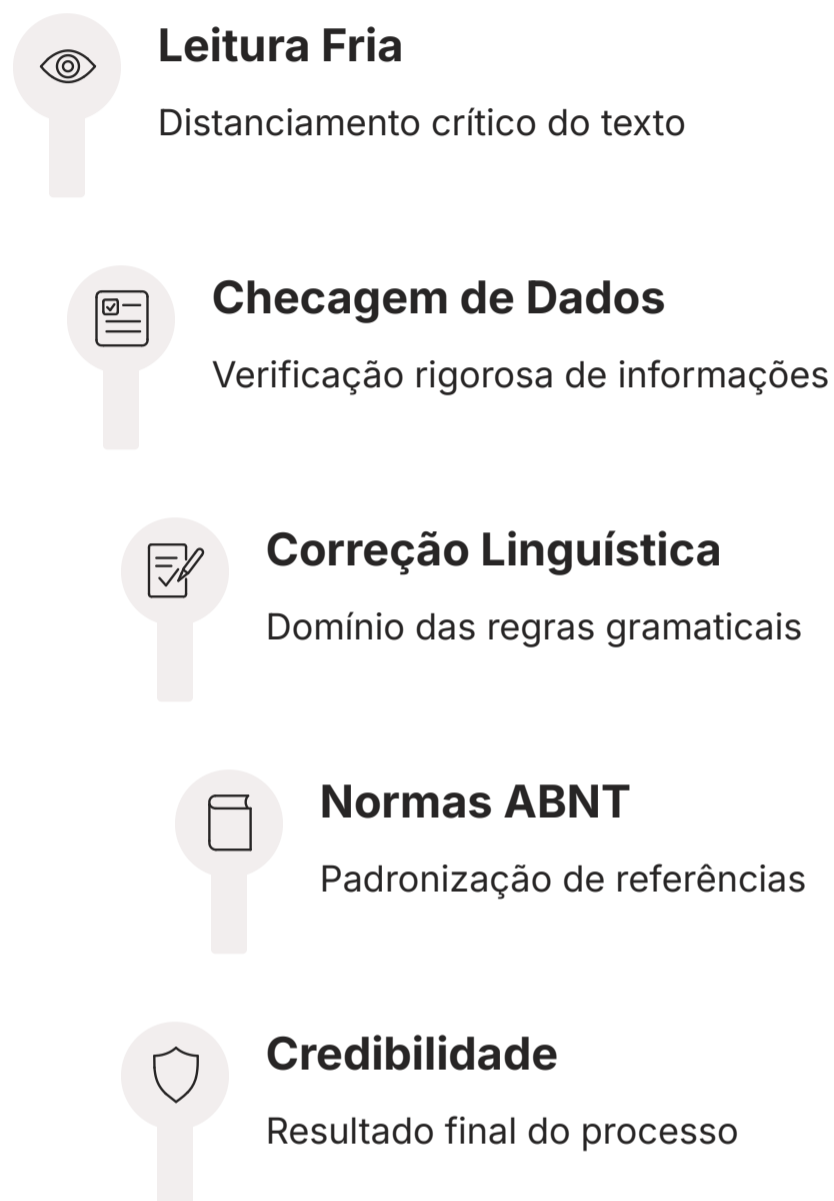 Leitura Fria
Distanciamento crítico do texto
Checagem de Dados
Verificação rigorosa de informações
Correção Linguística
Domínio das regras gramaticais
Normas ABNT
Padronização de referências
Credibilidade
Resultado final do processo